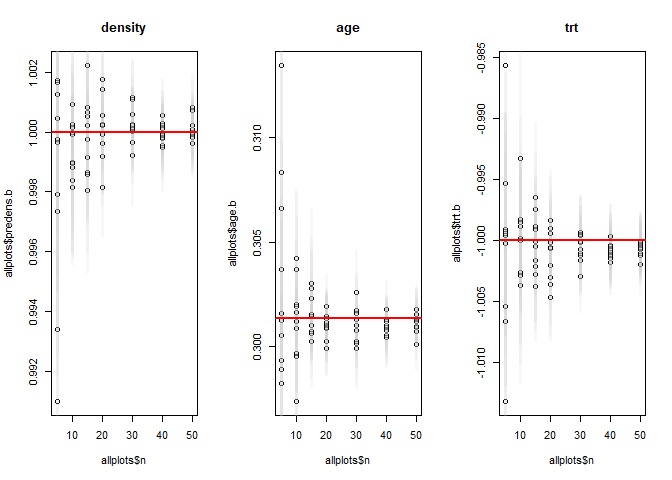 density
allplots$predens.b
1.002
1.000
0.998
0.996
0.994
0.992
10 20 30 40 50
allplots$n
age
allplots$age.b
0.310
0.305
0.300
10 20 30 40 50
allplots$n
trt
allplots$trt.b
-0.985
-0.990
-0.995
-1.000
-1.005
-1.010
10 20 30 40 50
allplots$n